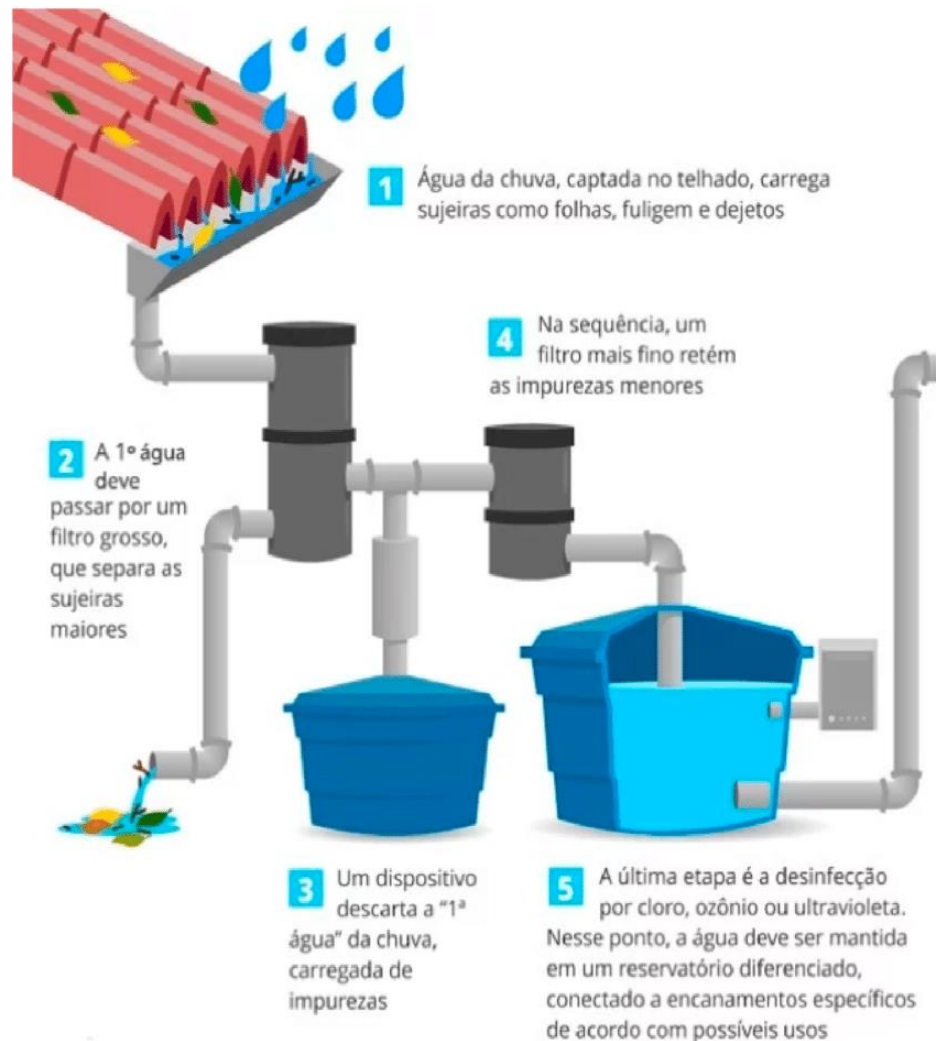 1 Água da chuva, captada no telhado, carrega
sujeiras como folhas, fuligem e dejetos
2 A 1º água
deve
passar por um
filtro grosso,
que separa as
sujeiras
maiores
3 Um dispositivo
descarta a “1ª
água” da chuva,
carregada de
impurezas
4 Na sequência, um
filtro mais fino retém
as impurezas menores
5 A última etapa é a desinfecção
por cloro, ozônio ou ultravioleta.
Nesse ponto, a água deve ser mantida
em um reservatório diferenciado,
conectado a encanamentos específicos
de acordo com possíveis usos